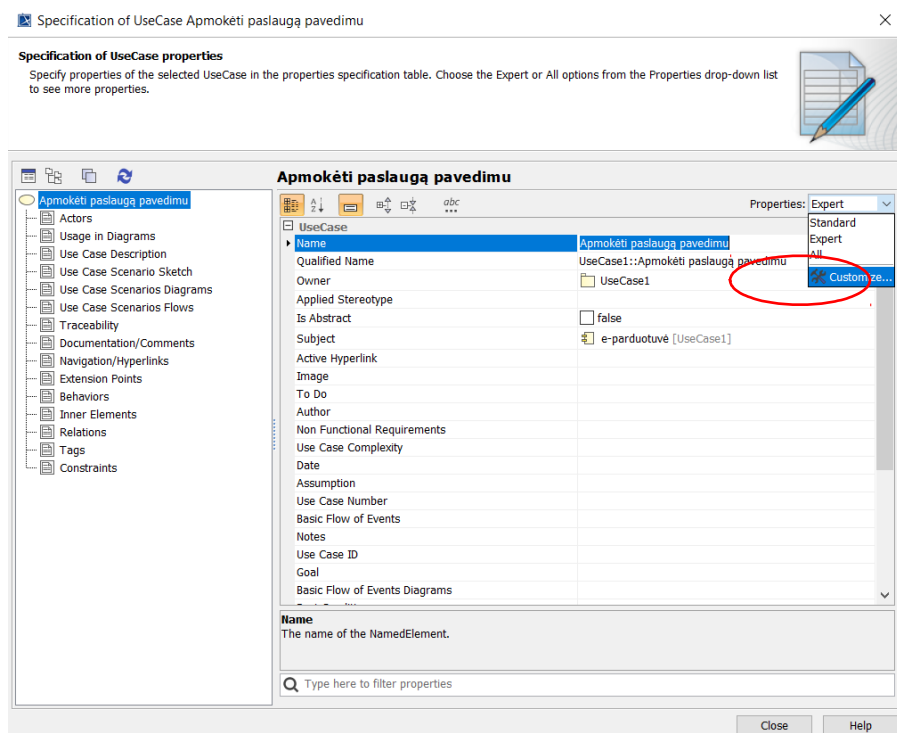 Specification of UseCase Apmokėti paslaugą pavedimu
Specification of UseCase properties
Specify properties of the selected UseCase in the properties specification table. Choose the Expert or All options from the Properties drop-down list
to see more properties.
Apmokėti paslaugą pavedimu
Actors
Usage in Diagrams
Use Case Description
Use Case Scenario Sketch
Use Case Scenarios Diagrams
Use Case Scenarios Flows
Traceability
Documentation/Comments
Navigation/Hyperlinks
Extension Points
Behaviors
Inner Elements
Relations
Tags
Constraints
Apmokėti paslaugą pavedimu
abc
Properties: Expert
Standard
Expert
All
Customize...
UseCase
Name Apmokėti paslaugą pavedimu
Qualified Name UseCase1::Apmokėti paslaugą pavedimu
Owner UseCase1
Applied Stereotype
Is Abstract false
Subject e-parduotuvė [UseCase1]
Active Hyperlink
Image
To Do
Author
Non Functional Requirements
Use Case Complexity
Date
Assumption
Use Case Number
Basic Flow of Events
Notes
Use Case ID
Goal
Basic Flow of Events Diagrams
Name
The name of the NamedElement.
Type here to filter properties
Close Help